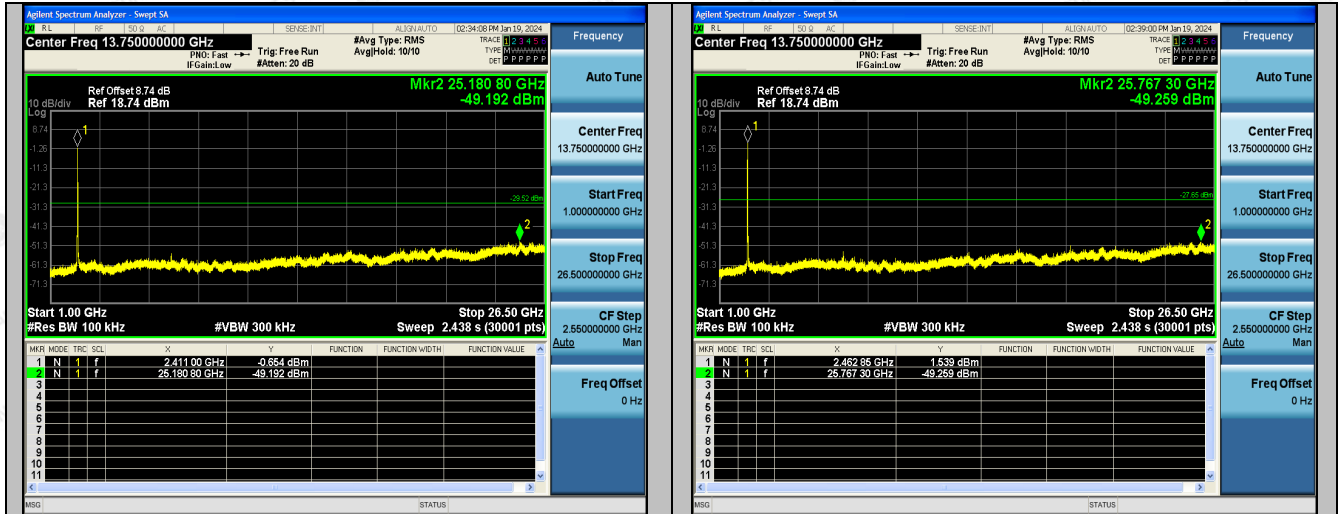 Agilent Spectrum Analyzer - Swept SA
RL RF 50 Ω AC SENSE:INT ALIGN AUTO 02:34:08 PM Jan 19, 2024
Center Freq 13.750000000 GHz
PNO: Fast
IFGain:Low
Trig: Free Run
#Atten: 20 dB
#Avg Type: RMS
Avg|Hold: 10/10
TRACE 1 2 3 4 5 6
TYPE M
DET P P P P P P
Ref Offset 8.74 dB
Ref 18.74 dBm
10 dB/div
Log
Mkr2 25.180 80 GHz
-49.192 dBm
8.74
-1.26
-11.3
-21.3
-31.3
-41.3
-51.3
-61.3
-71.3
1
-29.52 dBm
2
Start 1.00 GHz
Stop 26.50 GHz
#Res BW 100 kHz #VBW 300 kHz Sweep 2.438 s (30001 pts)
MKR MODE TRC SCL X Y FUNCTION FUNCTION WIDTH FUNCTION VALUE
1 N 1 f 2.411 00 GHz -0.654 dBm
2 N 1 f 25.180 80 GHz -49.192 dBm
3
4
5
6
7
8
9
10
11
MSG STATUS
Frequency
Auto Tune
Center Freq
13.750000000 GHz
Start Freq
1.000000000 GHz
Stop Freq
26.500000000 GHz
CF Step
2.550000000 GHz
Auto Man
Freq Offset
0 Hz
Agilent Spectrum Analyzer - Swept SA
RL RF 50 Ω AC SENSE:INT ALIGN AUTO 02:39:00 PM Jan 19, 2024
Center Freq 13.750000000 GHz
PNO: Fast
IFGain:Low
Trig: Free Run
#Atten: 20 dB
#Avg Type: RMS
Avg|Hold: 10/10
TRACE 1 2 3 4 5 6
TYPE M
DET P P P P P P
Ref Offset 8.74 dB
Ref 18.74 dBm
10 dB/div
Log
Mkr2 25.767 30 GHz
-49.259 dBm
8.74
-1.26
-11.3
-21.3
-31.3
-41.3
-51.3
-61.3
-71.3
1
-27.65 dBm
2
Start 1.00 GHz
Stop 26.50 GHz
#Res BW 100 kHz #VBW 300 kHz Sweep 2.438 s (30001 pts)
MKR MODE TRC SCL X Y FUNCTION FUNCTION WIDTH FUNCTION VALUE
1 N 1 f 2.462 85 GHz 1.539 dBm
2 N 1 f 25.767 30 GHz -49.259 dBm
3
4
5
6
7
8
9
10
11
MSG STATUS
Frequency
Auto Tune
Center Freq
13.750000000 GHz
Start Freq
1.000000000 GHz
Stop Freq
26.500000000 GHz
CF Step
2.550000000 GHz
Auto Man
Freq Offset
0 Hz